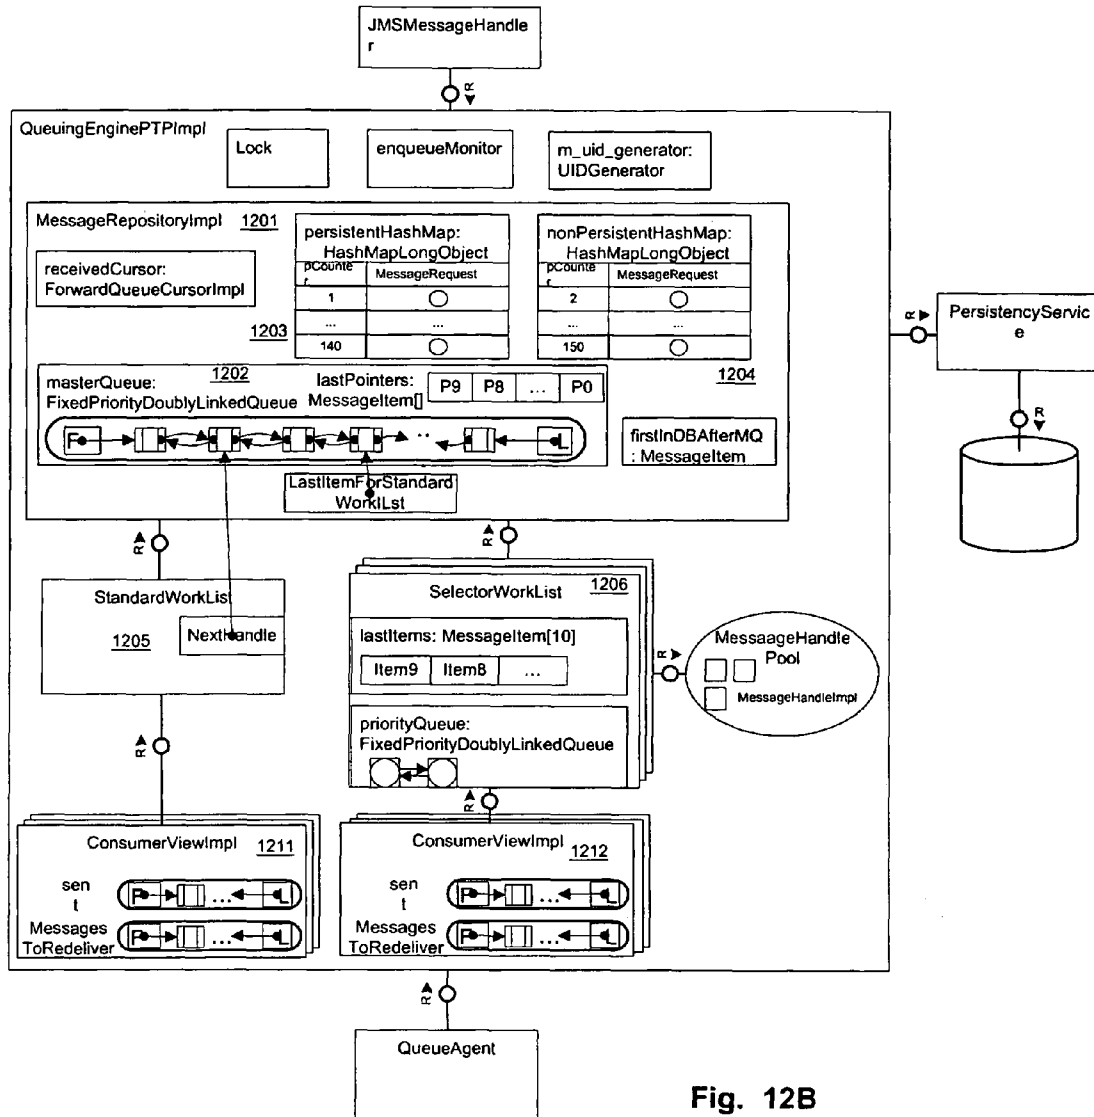 JMSMessageHandle
r
R
QueuingEnginePTPImpl
Lock
enqueueMonitor
m_uid_generator:
UIDGenerator
MessageRepositoryImpl 1201
receivedCursor:
ForwardQueueCursorImpl
persistentHashMap:
HashMapLongObject
pCounte
r
MessageRequest
1
... ...
140
1203
nonPersistentHashMap:
HashMapLongObject
pCounte
r
MessageRequest
2
... ...
150
1204
R
PersistencyServic
e
R
masterQueue:
FixedPriorityDoublyLinkedQueue
1202
lastPointers:
MessageItem[]
P9 P8 ... P0
F .. L
firstInDBAfterMQ
: MessageItem
LastItemForStandard
WorkILst
R
R
StandardWorkList
1205
NextHandle
1206
SelectorWorkList
lastItems: MessageItem[10]
Item9 Item8 ...
priorityQueue:
FixedPriorityDoublyLinkedQueue
R
MessaageHandle
Pool
MessageHandleImpl
R
R
ConsumerViewImpl 1211
sen
t
F ... L
Messages
ToRedeliver
F ... L
ConsumerViewImpl 1212
sen
t
F ... L
Messages
ToRedeliver
F ... L
R
QueueAgent
Fig. 12B